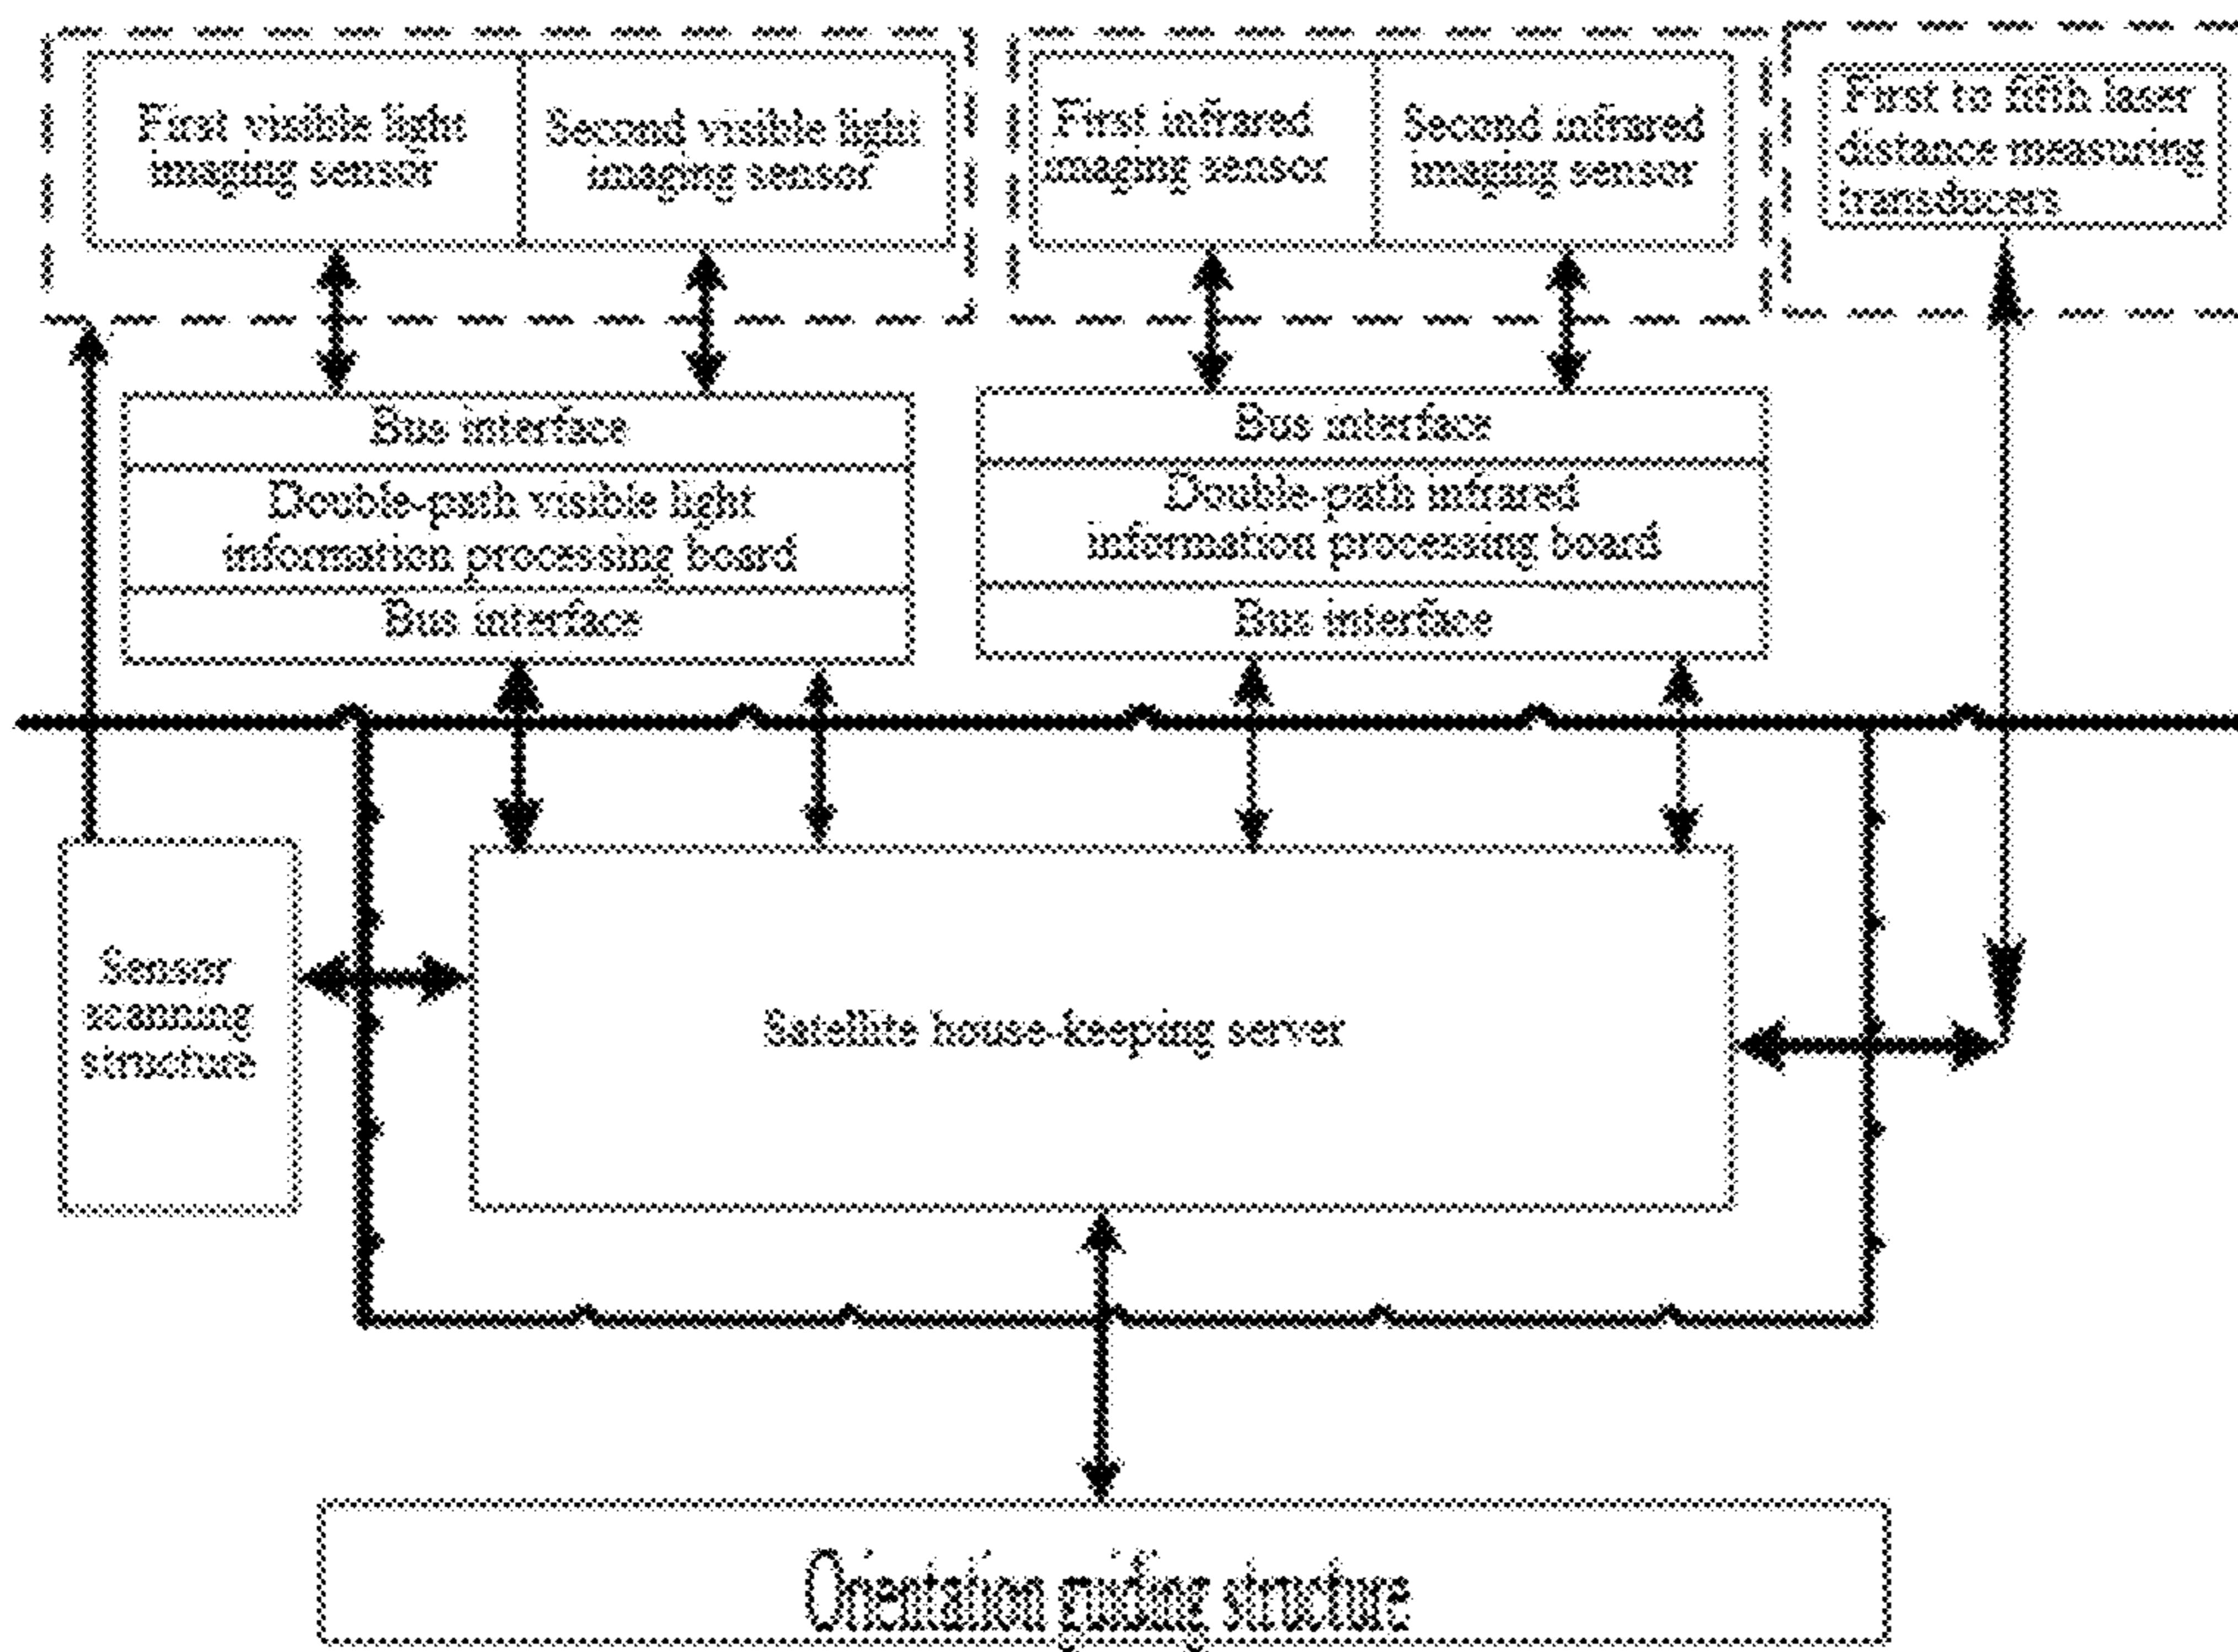 First visible light
imaging sensor
Second visible light
imaging sensor
First infrared
imaging sensor
Second infrared
imaging sensor
First to fifth laser
distance measuring
transducers
Bus interface
Double-path visible light
information processing board
Bus interface
Bus interface
Double-path infrared
information processing board
Bus interface
Sensor
scanning
structure
Satellite house-keeping server
Orientation guiding structure